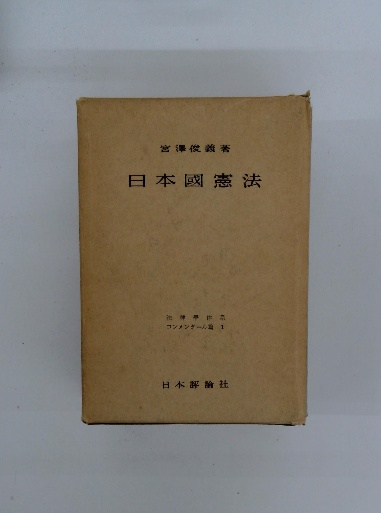 宮澤俊義著
日本國憲法
法律學体系
コンメンタール篇 1
日本評論社